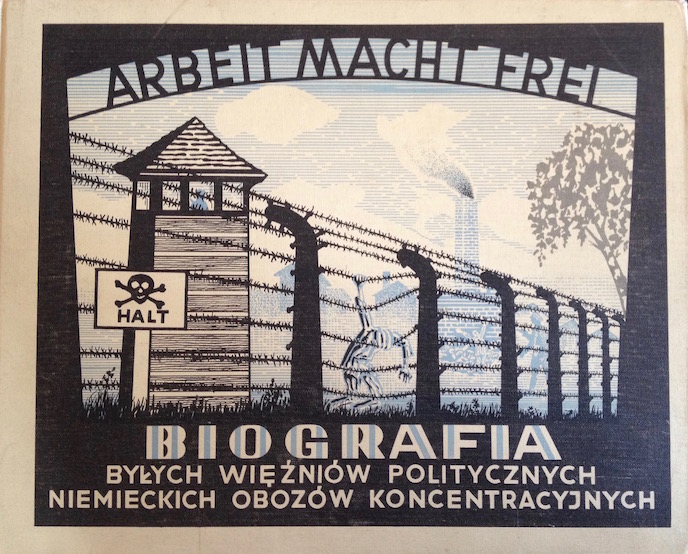 ARBEIT MACHT FREI
HALT
BIOGRAFIA
BYŁYCH WIĘŹNIÓW POLITYCZNYCH
NIEMIECKICH OBOZÓW KONCENTRACYJNYCH